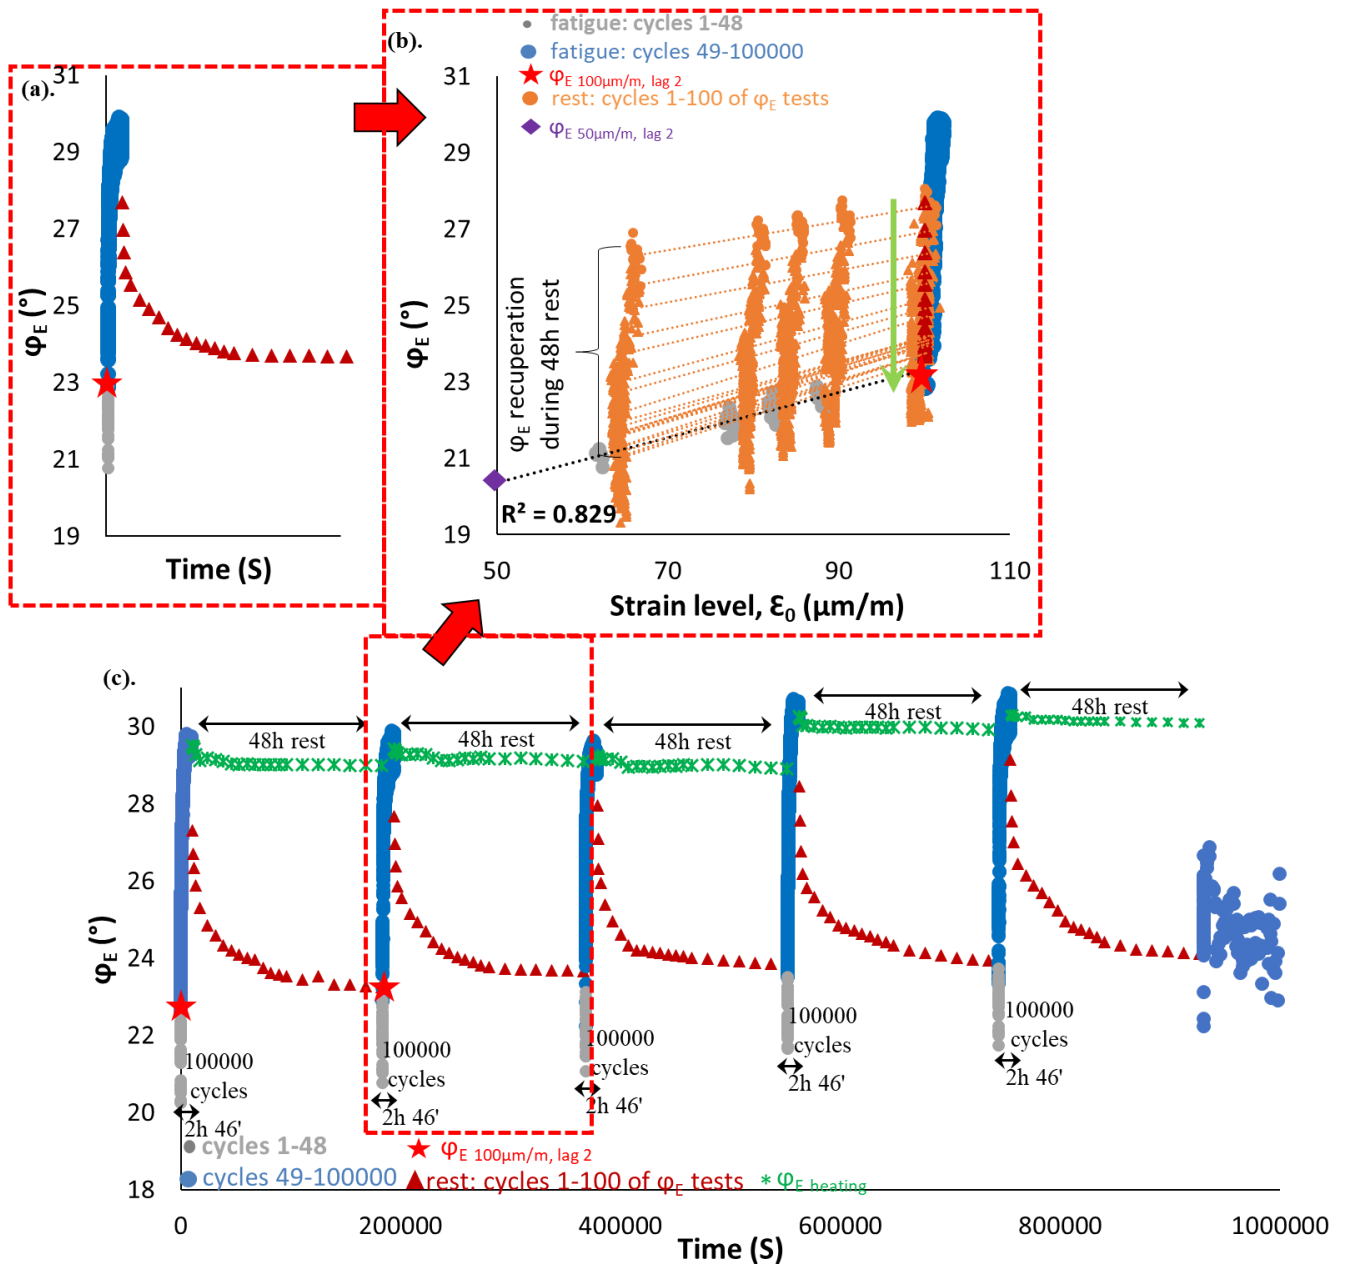 (a).
31
29
27
25
23
21
19
φE (°)
Time (S)
(b).
fatigue: cycles 1-48
fatigue: cycles 49-100000
φE 100µm/m, lag 2
rest: cycles 1-100 of φE tests
φE 50µm/m, lag 2
31
29
27
25
23
21
19
φE (°)
φE recuperation
during 48h rest
R² = 0.829
50
70
90
110
Strain level, Ɛ0 (µm/m)
(c).
30
28
26
24
22
20
18
φE (°)
48h rest
48h rest
48h rest
48h rest
48h rest
100000
cycles
2h 46'
100000
cycles
2h 46'
100000
cycles
2h 46'
100000
cycles
2h 46'
100000
cycles
2h 46'
cycles 1-48
φE 100µm/m, lag 2
cycles 49-100000
rest: cycles 1-100 of φE tests
φE heating
0
200000
400000
600000
800000
1000000
Time (S)